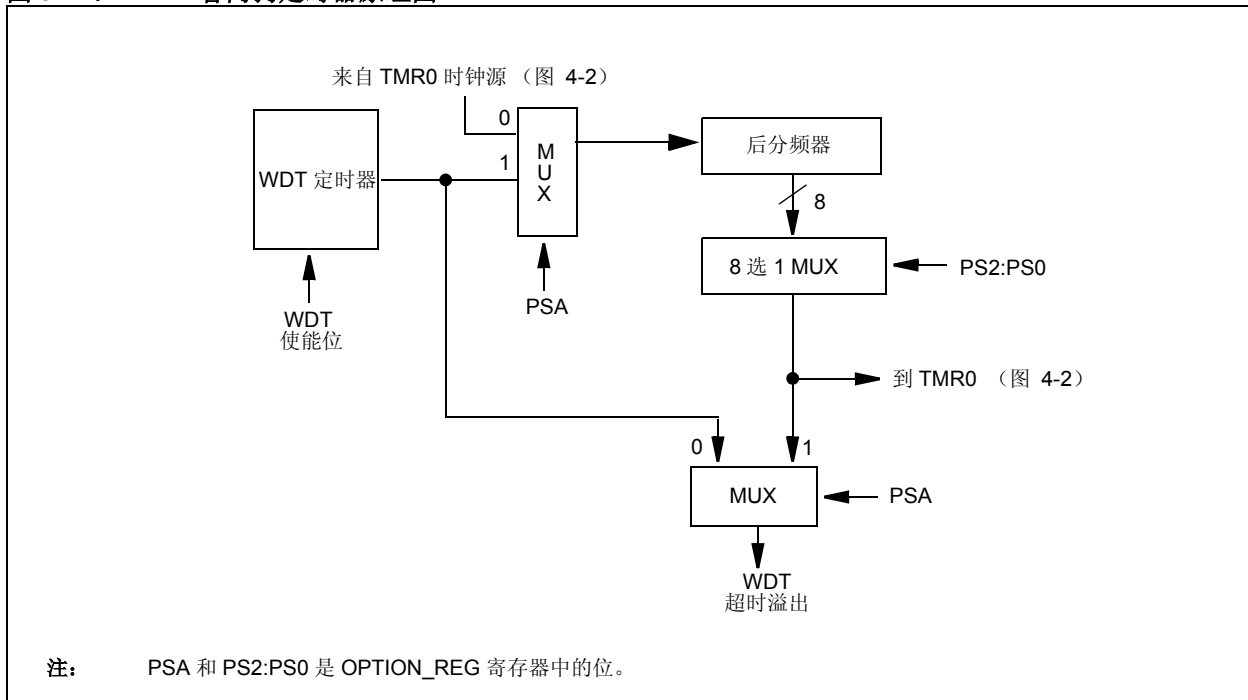 来自 TMR0 时钟源 （图 4-2）
0
1
M
U
X
WDT 定时器
后分频器
8
8 选 1 MUX
PS2:PS0
PSA
WDT
使能位
到 TMR0 （图 4-2）
0
1
MUX
PSA
WDT
超时溢出
注： PSA 和 PS2:PS0 是 OPTION_REG 寄存器中的位。